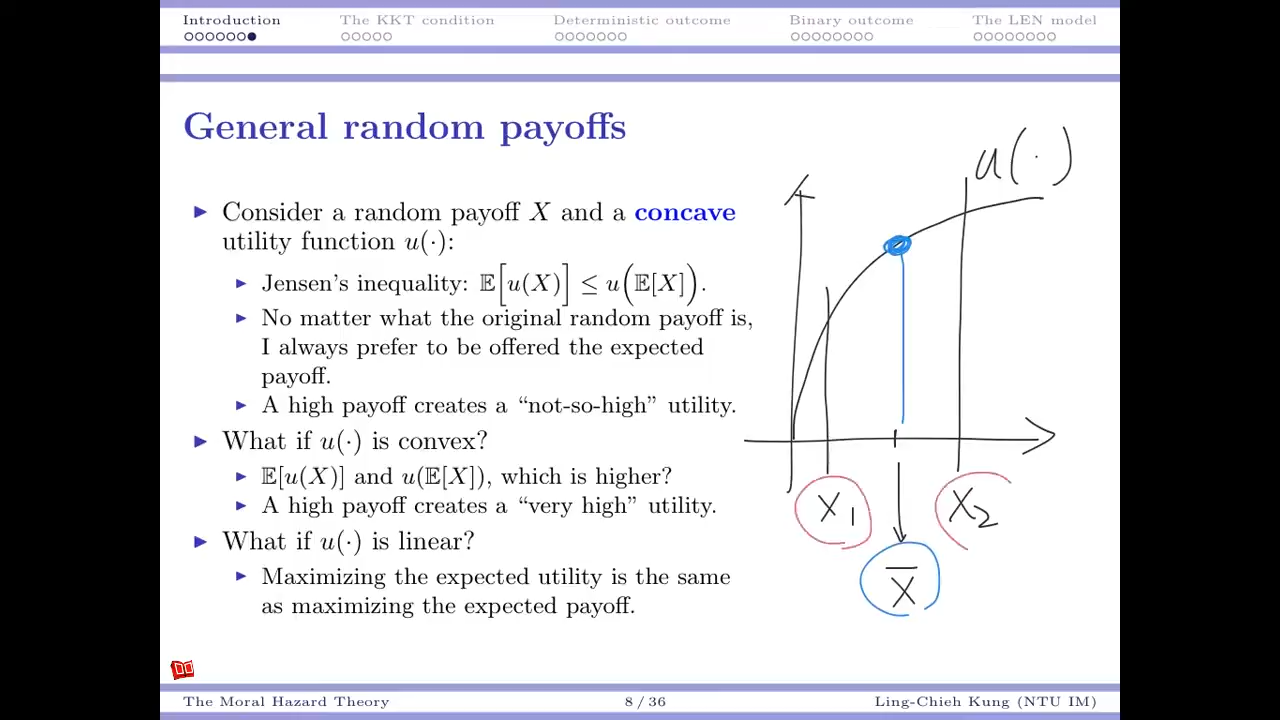 Introduction The KKT condition Deterministic outcome Binary outcome The LEN model
General random payoffs
Consider a random payoff X and a concave
utility function u(·):
Jensen's inequality: 𝔼[u(X)] ≤ u(𝔼[X]).
No matter what the original random payoff is,
I always prefer to be offered the expected
payoff.
A high payoff creates a “not-so-high” utility.
What if u(·) is convex?
𝔼[u(X)] and u(𝔼[X]), which is higher?
A high payoff creates a “very high” utility.
What if u(·) is linear?
Maximizing the expected utility is the same
as maximizing the expected payoff.
u(·)
X1 X2
X̅
The Moral Hazard Theory 8 / 36 Ling-Chieh Kung (NTU IM)